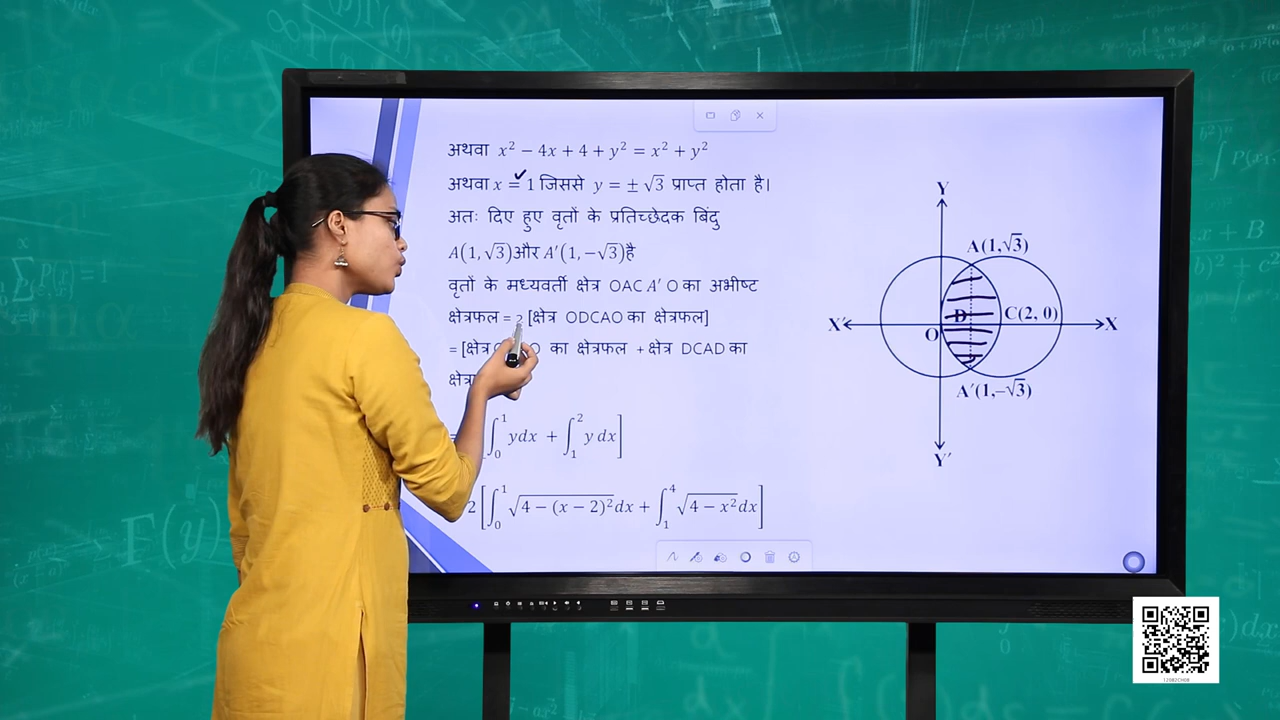 अथवा x² − 4x + 4 + y² = x² + y²
अथवा x = 1 जिससे y = ± √3 प्राप्त होता है।
अतः दिए हुए वृतों के प्रतिच्छेदक बिंदु
A(1, √3)और A′(1, −√3)है
वृतों के मध्यवर्ती क्षेत्र OAC A′ O का अभीष्ट
क्षेत्रफल = 2 [क्षेत्र ODCAO का क्षेत्रफल]
= [क्षेत्र का क्षेत्रफल + क्षेत्र DCAD का
∫₀¹ ydx + ∫₁² y dx]
2 [∫₀¹ √(4 − (x − 2)²)dx + ∫₁⁴ √(4 − x²)dx]
Y
A(1,√3)
X′
O
D
C(2, 0)
X
A′(1,−√3)
Y′